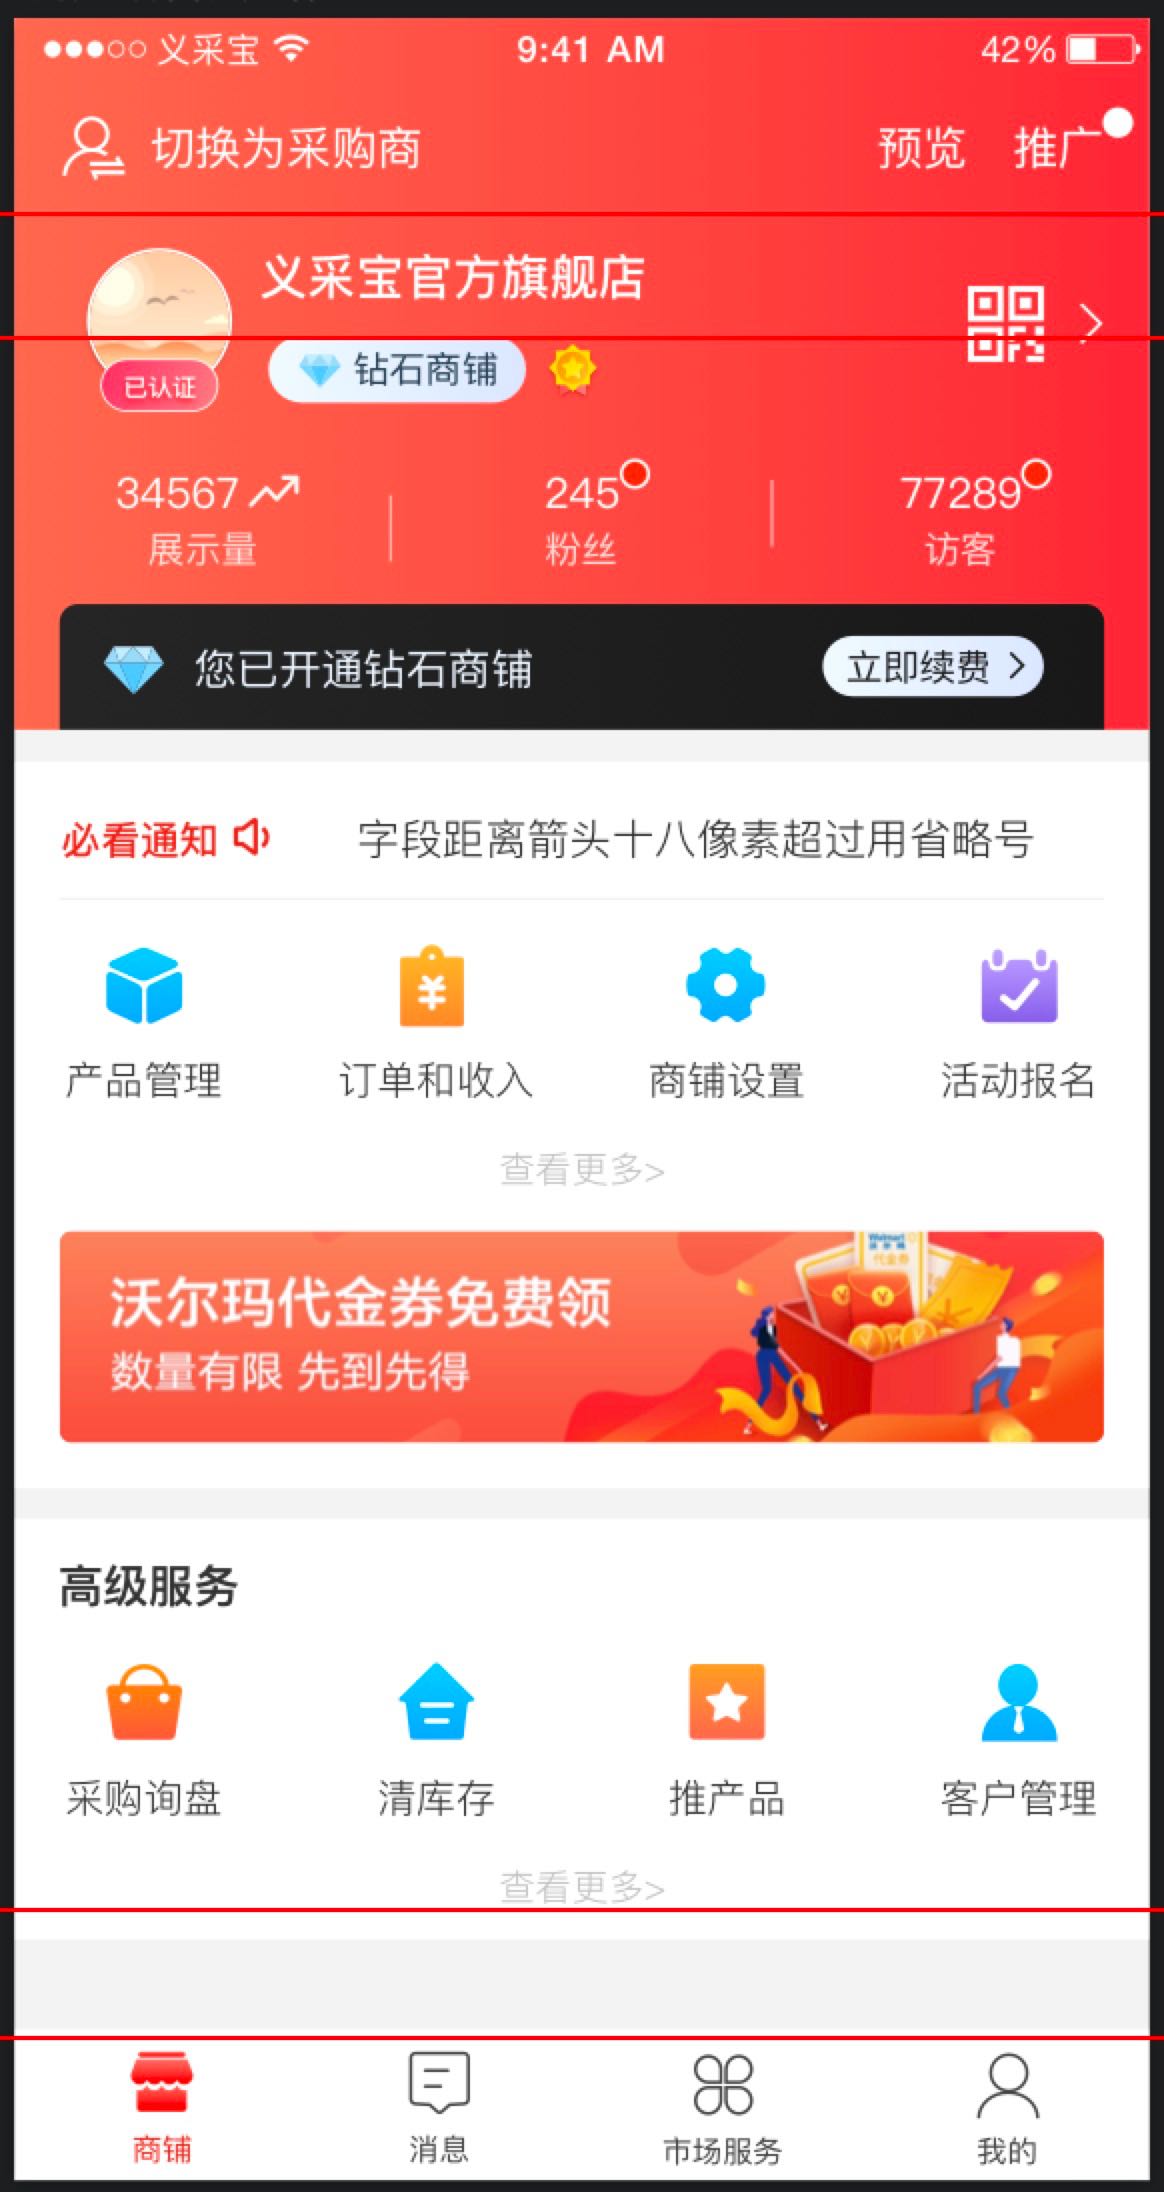 义采宝 9:41 AM 42%
切换为采购商 预览 推广
义采宝官方旗舰店
已认证 钻石商铺
34567 245 77289
展示量 粉丝 访客
您已开通钻石商铺 立即续费 >
必看通知 字段距离箭头十八像素超过用省略号
产品管理 订单和收入 商铺设置 活动报名
查看更多>
Walmart
沃尔玛
代金券
沃尔玛代金券免费领
数量有限 先到先得
高级服务
采购询盘 清库存 推产品 客户管理
查看更多>
商铺 消息 市场服务 我的